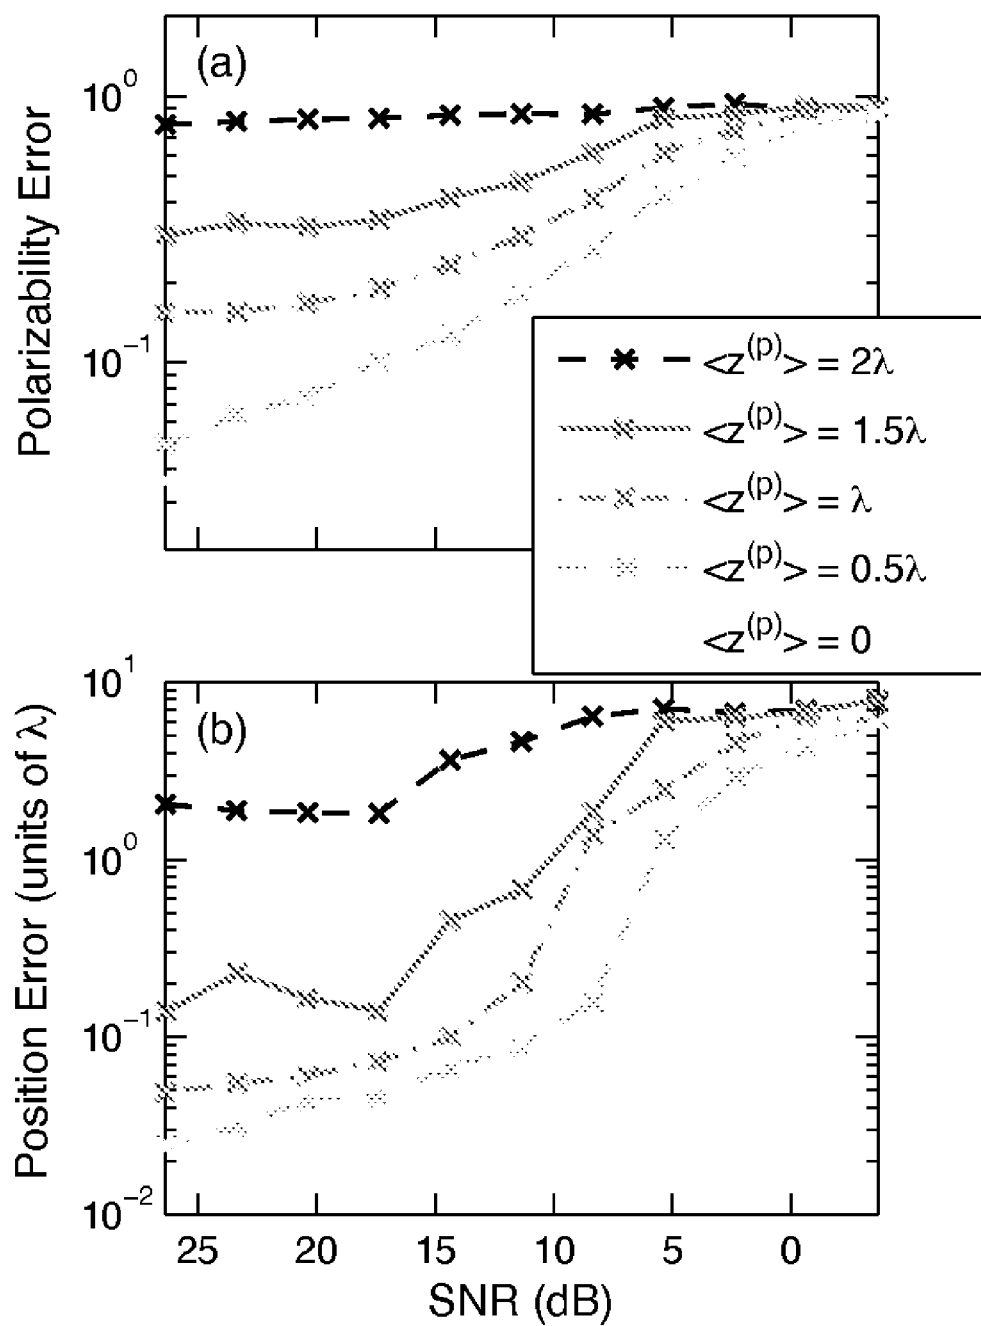 (a)
10^0
10^−1
Polarizability Error
<z^(p)> = 2λ
<z^(p)> = 1.5λ
<z^(p)> = λ
<z^(p)> = 0.5λ
<z^(p)> = 0
(b)
10^1
10^0
10^−1
10^−2
Position Error (units of λ)
25 20 15 10 5 0
SNR (dB)